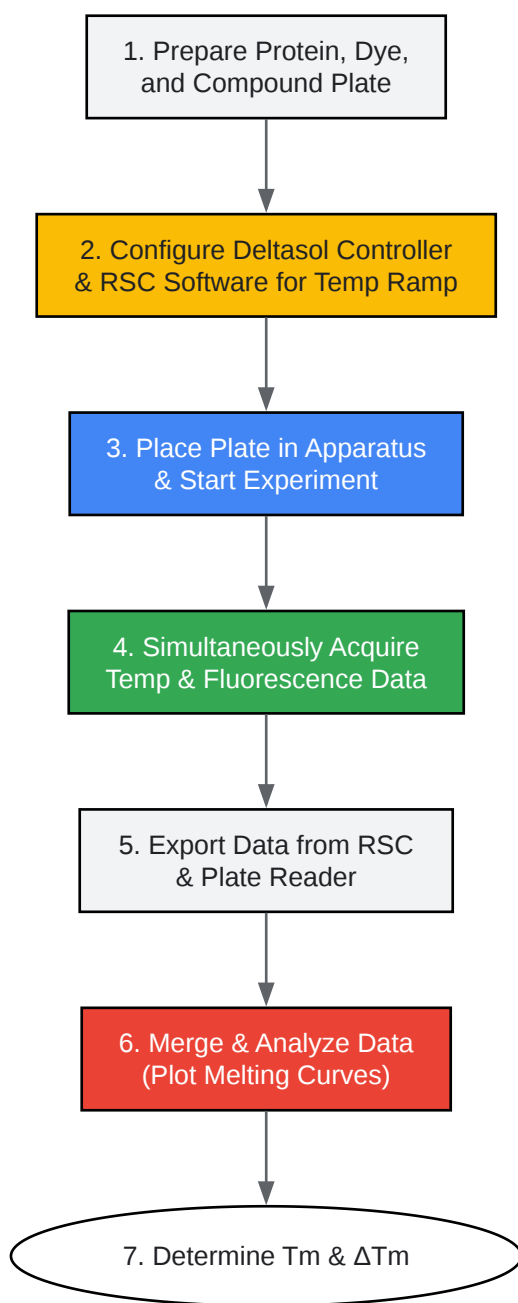 1. Prepare Protein, Dye,
and Compound Plate
2. Configure Deltasol Controller
& RSC Software for Temp Ramp
3. Place Plate in Apparatus
& Start Experiment
4. Simultaneously Acquire
Temp & Fluorescence Data
5. Export Data from RSC
& Plate Reader
6. Merge & Analyze Data
(Plot Melting Curves)
7. Determine Tm & ΔTm